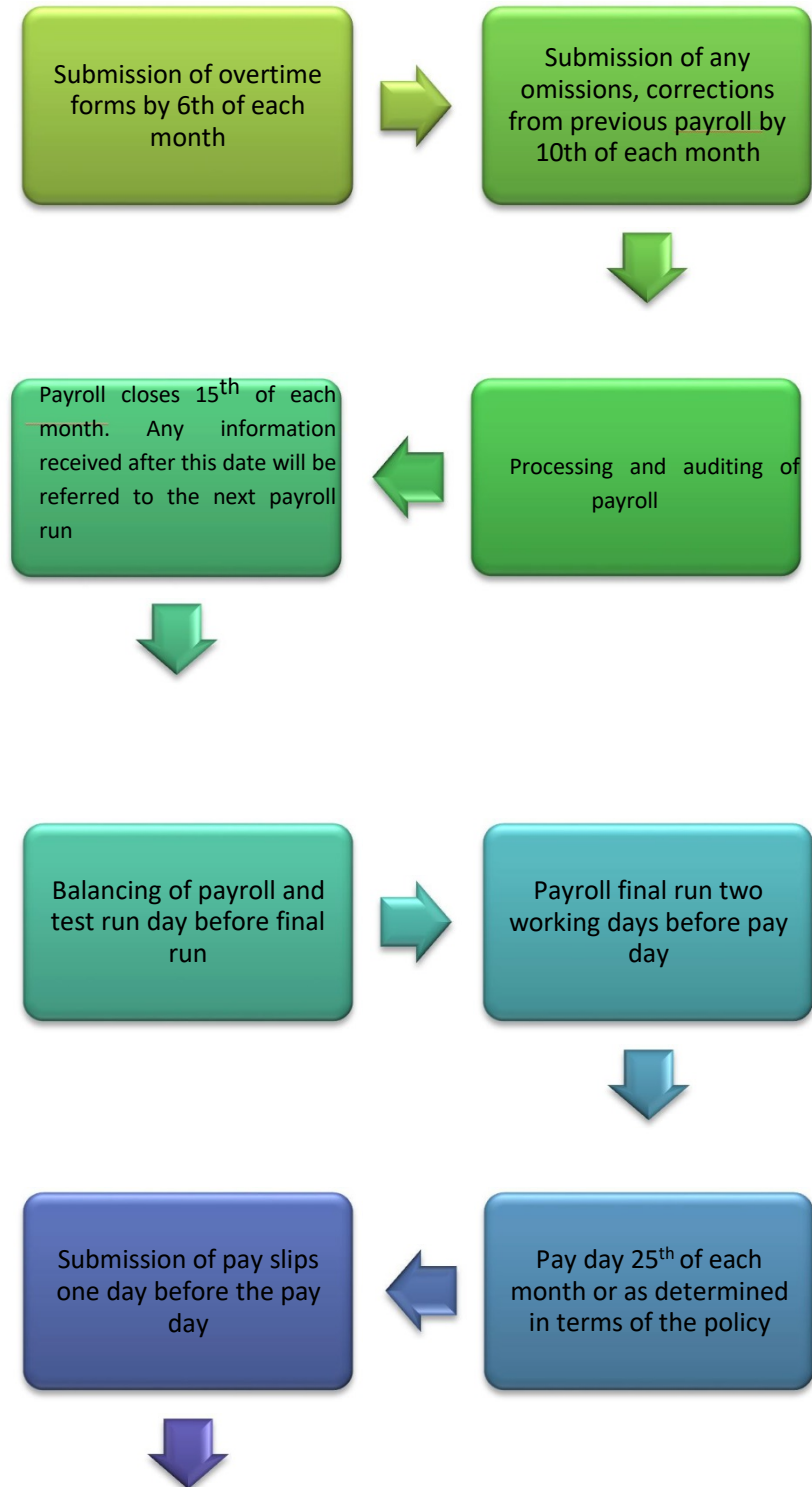 Submission of overtime
forms by 6th of each
month
Submission of any
omissions, corrections
from previous payroll by
10th of each month
Processing and auditing of
payroll
Payroll closes 15th of each
month. Any information
received after this date will be
referred to the next payroll
run
Balancing of payroll and
test run day before final
run
Payroll final run two
working days before pay
day
Pay day 25th of each
month or as determined
in terms of the policy
Submission of pay slips
one day before the pay
day